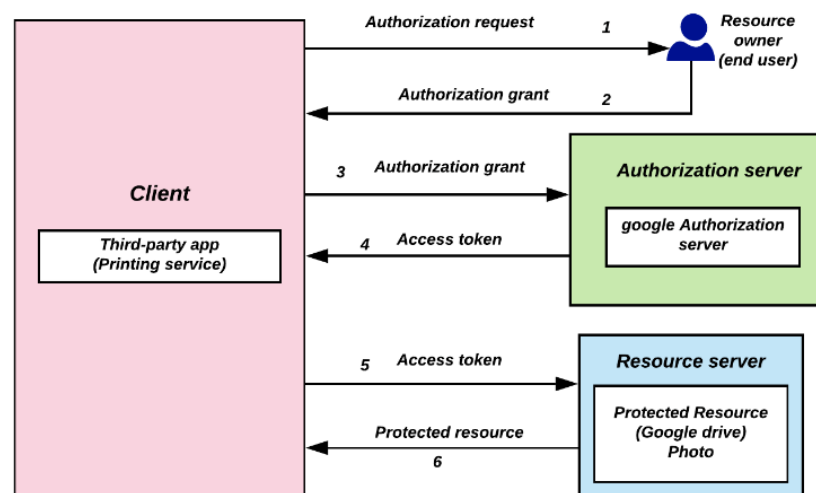 Authorization request 1
Resource
owner
(end user)
Authorization grant 2
3 Authorization grant
Authorization server
Client
google Authorization
server
Third-party app
(Printing service)
4 Access token
5 Access token
Resource server
Protected Resource
(Google drive)
Photo
Protected resource
6